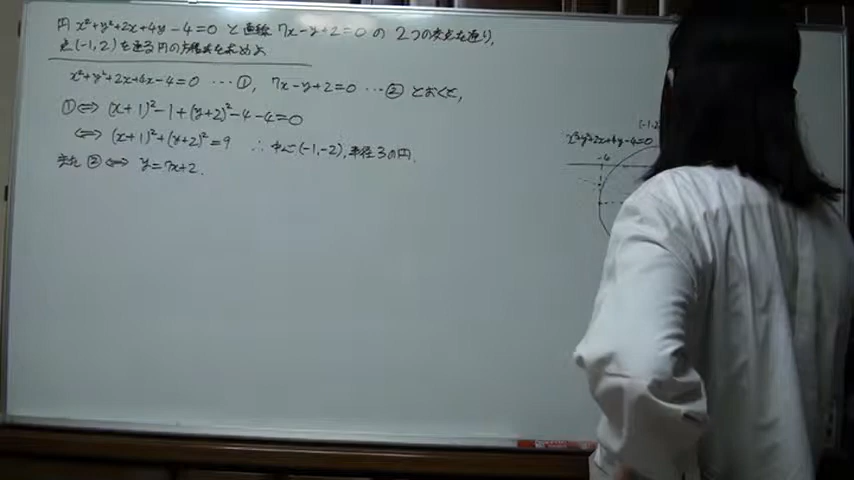 円 x²+y²+2x+4y-4=0 と 直線 7x-y+2=0 の 2つの交点を通り,
点(-1,2)を通る円の方程式を求めよ
x²+y²+2x+4x-4=0 …①, 7x-y+2=0 …② とおくと,
①⇔ (x+1)²-1+(y+2)²-4-4=0
⇔ (x+1)²+(y+2)²=9 ∴ 中心(-1,-2), 半径3の円.
また ②⇔ y=7x+2.
(-1,2
x²+y²+2x+4y-4=0